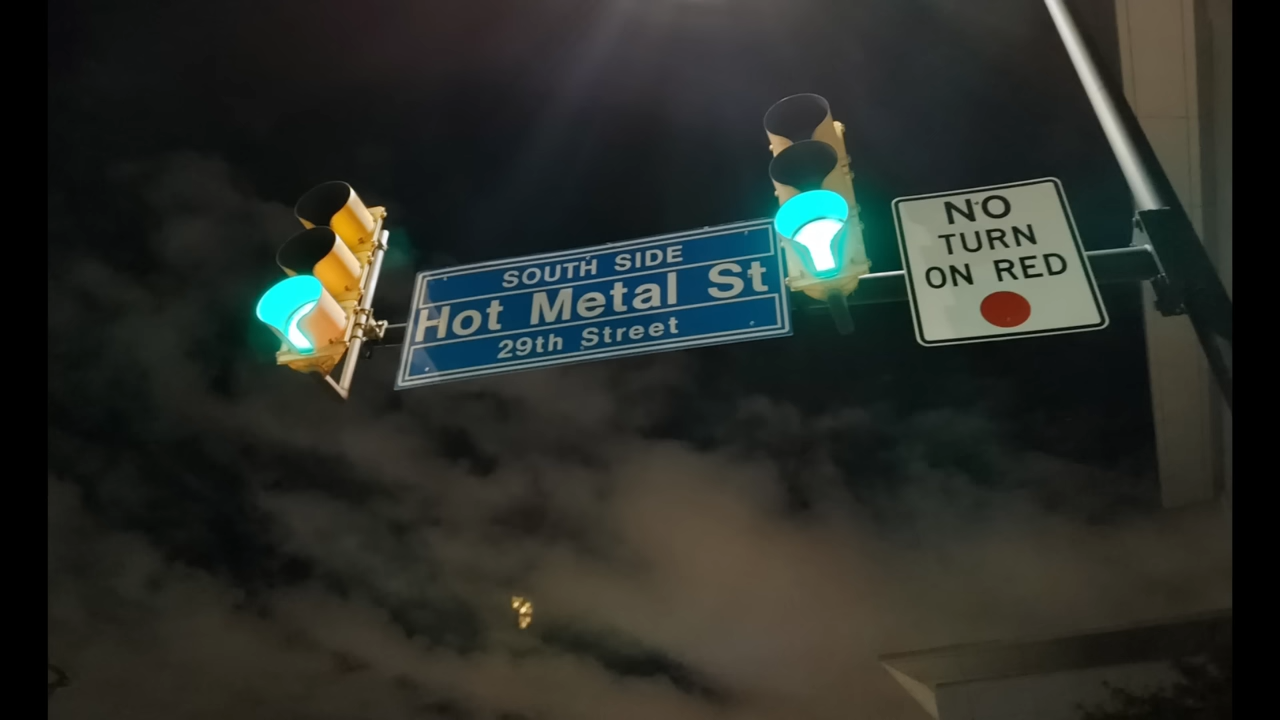 SOUTH SIDE
Hot Metal St
29th Street
NO
TURN
ON RED